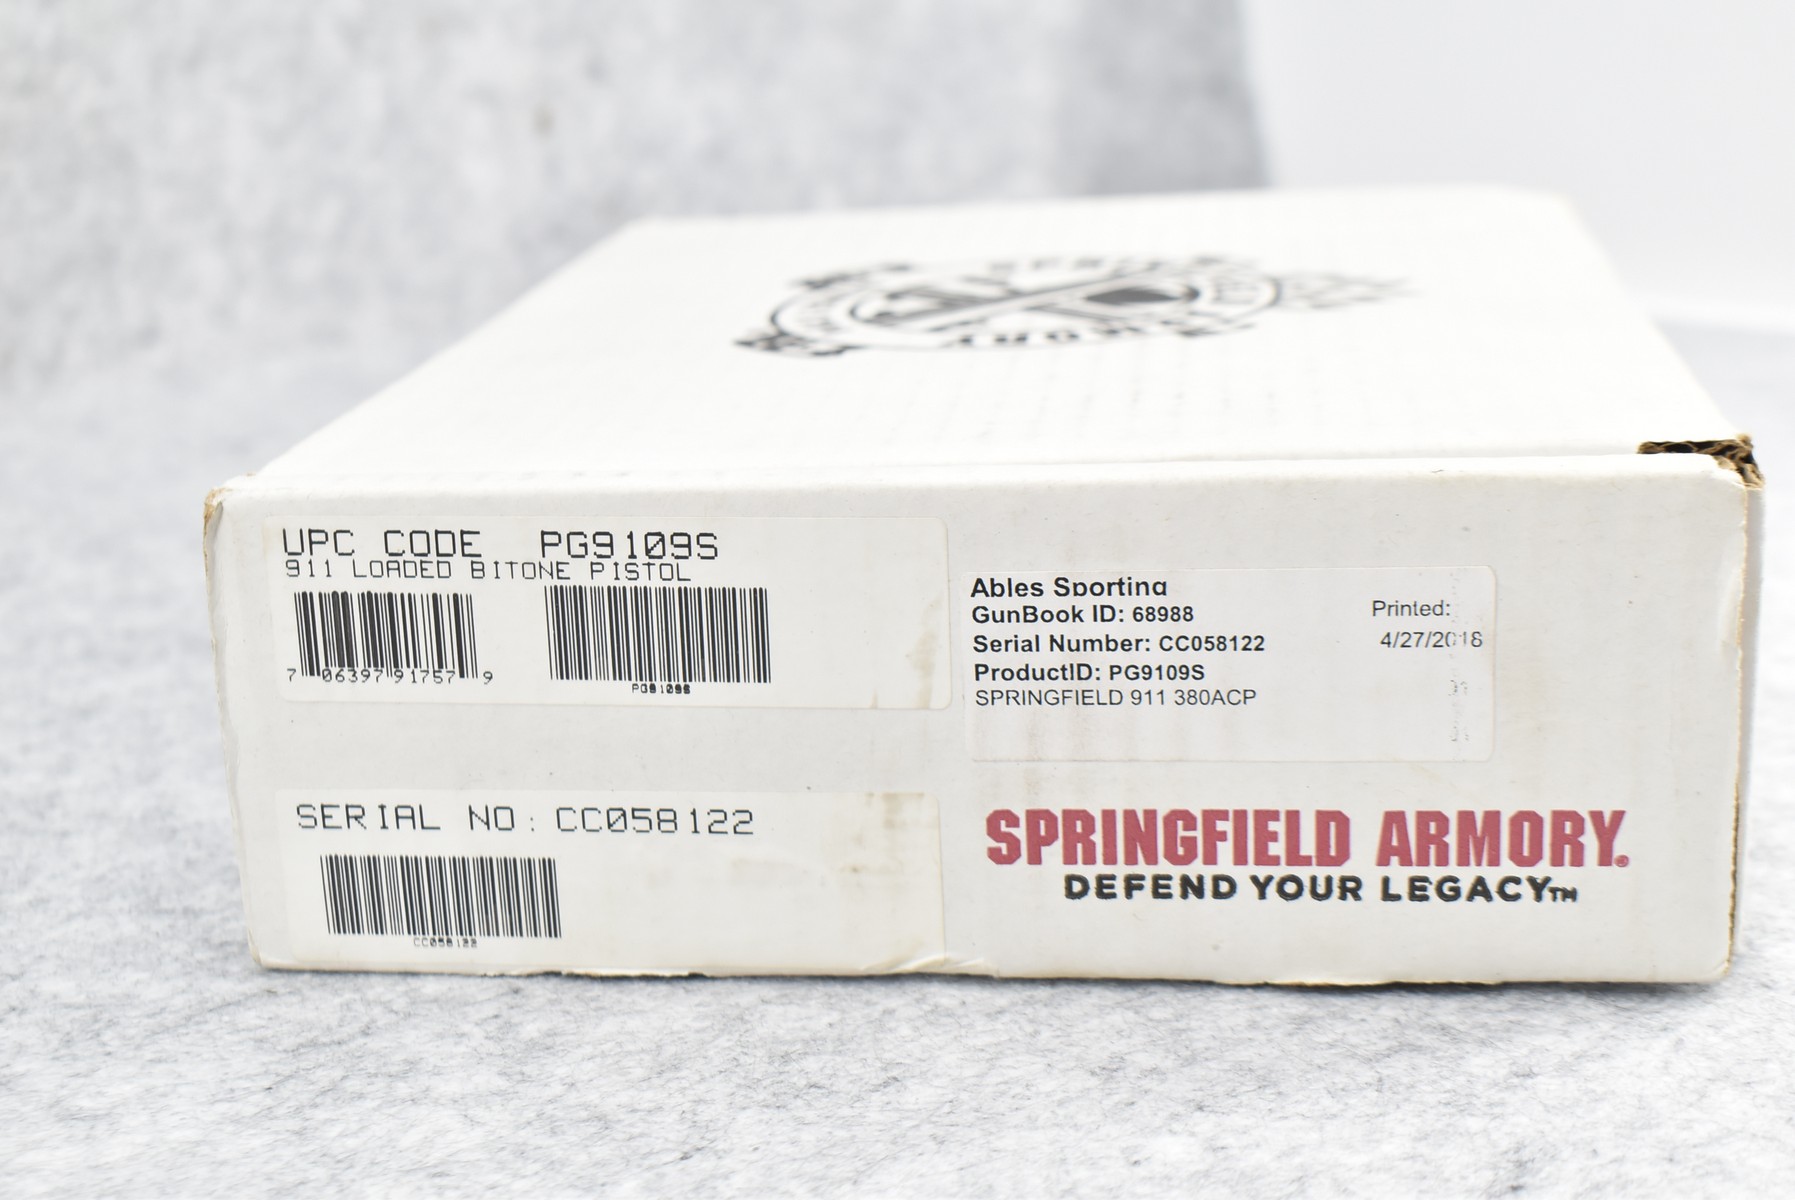 UPC CODE PG9109S
911 LOADED BITONE PISTOL
7 06397 91757 9
PG9109S
SERIAL NO: CC058122
CC058122
Ables Sporting
GunBook ID: 68988
Serial Number: CC058122
ProductID: PG9109S
SPRINGFIELD 911 380ACP
Printed:
4/27/2018
SPRINGFIELD ARMORY®
DEFEND YOUR LEGACY™